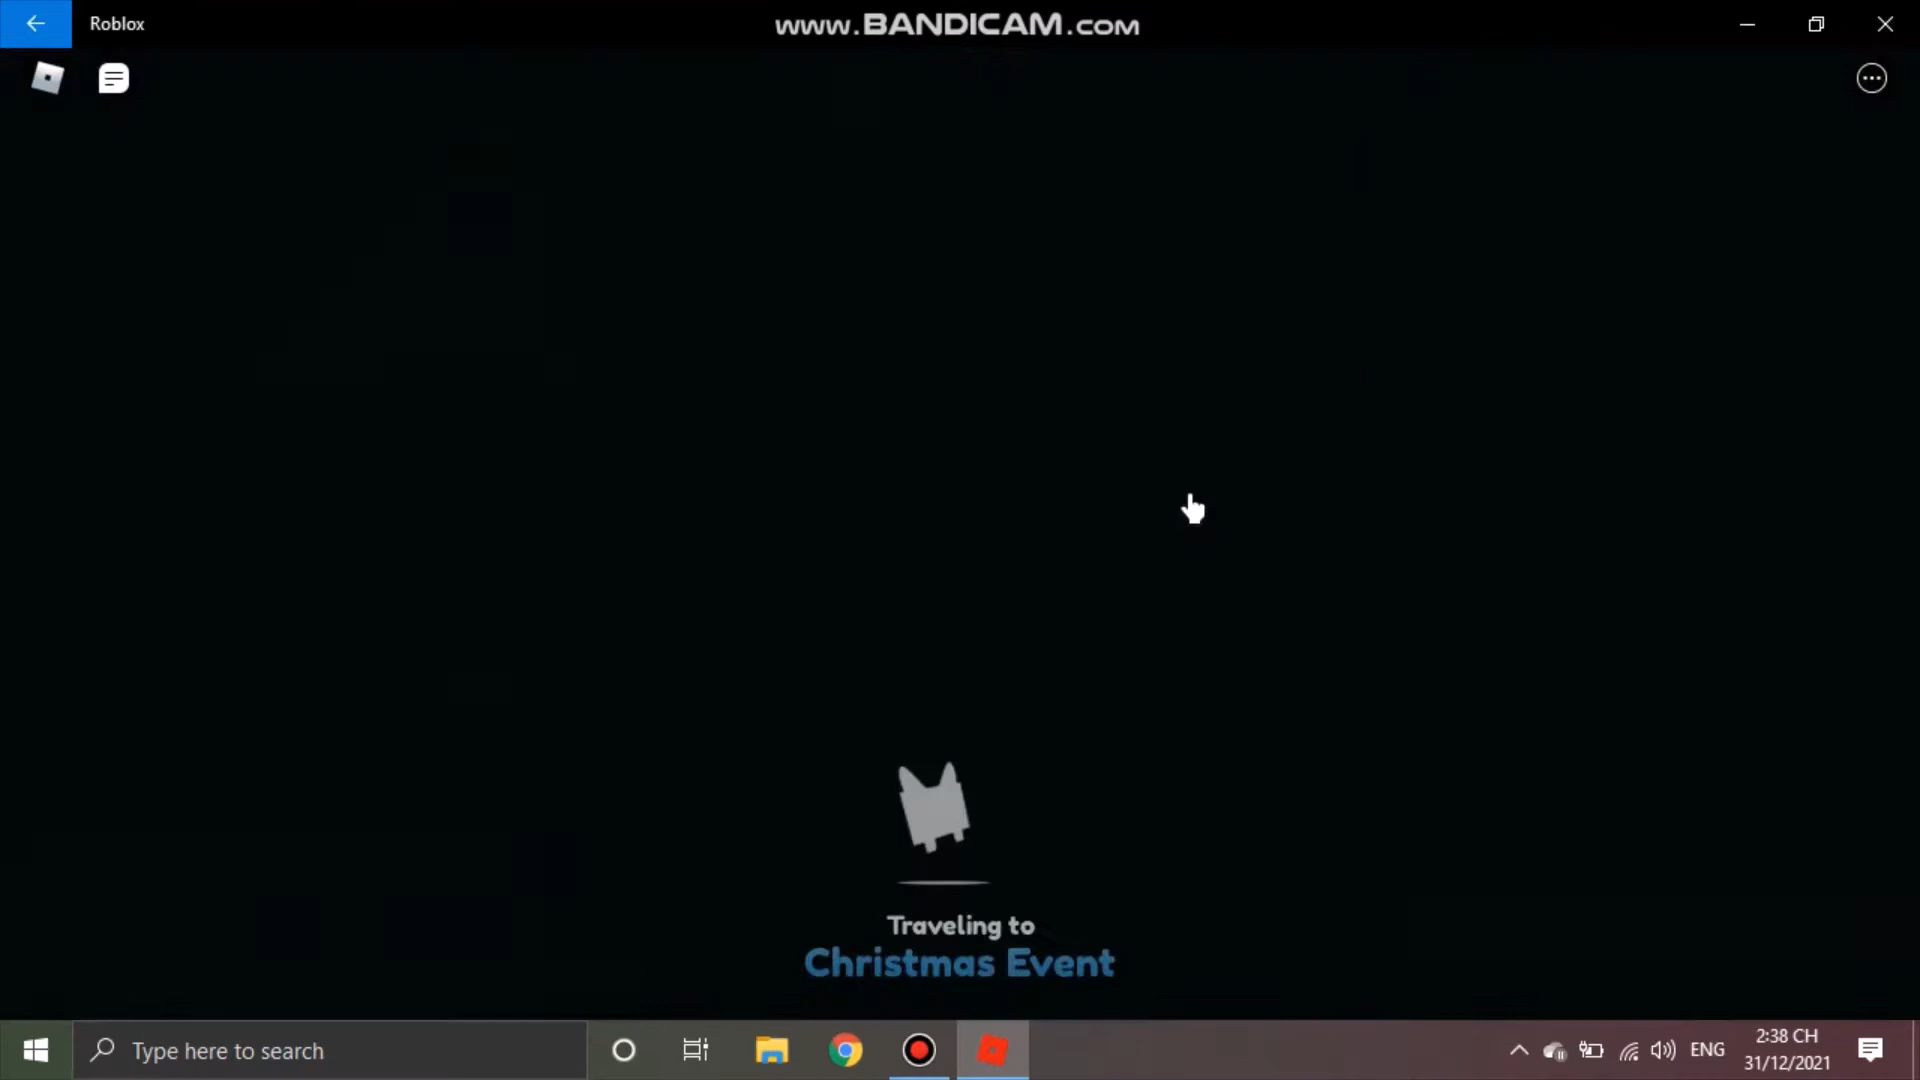 Roblox
www.BANDICAM.com
Traveling to
Christmas Event
Type here to search
ENG
2:38 CH
31/12/2021